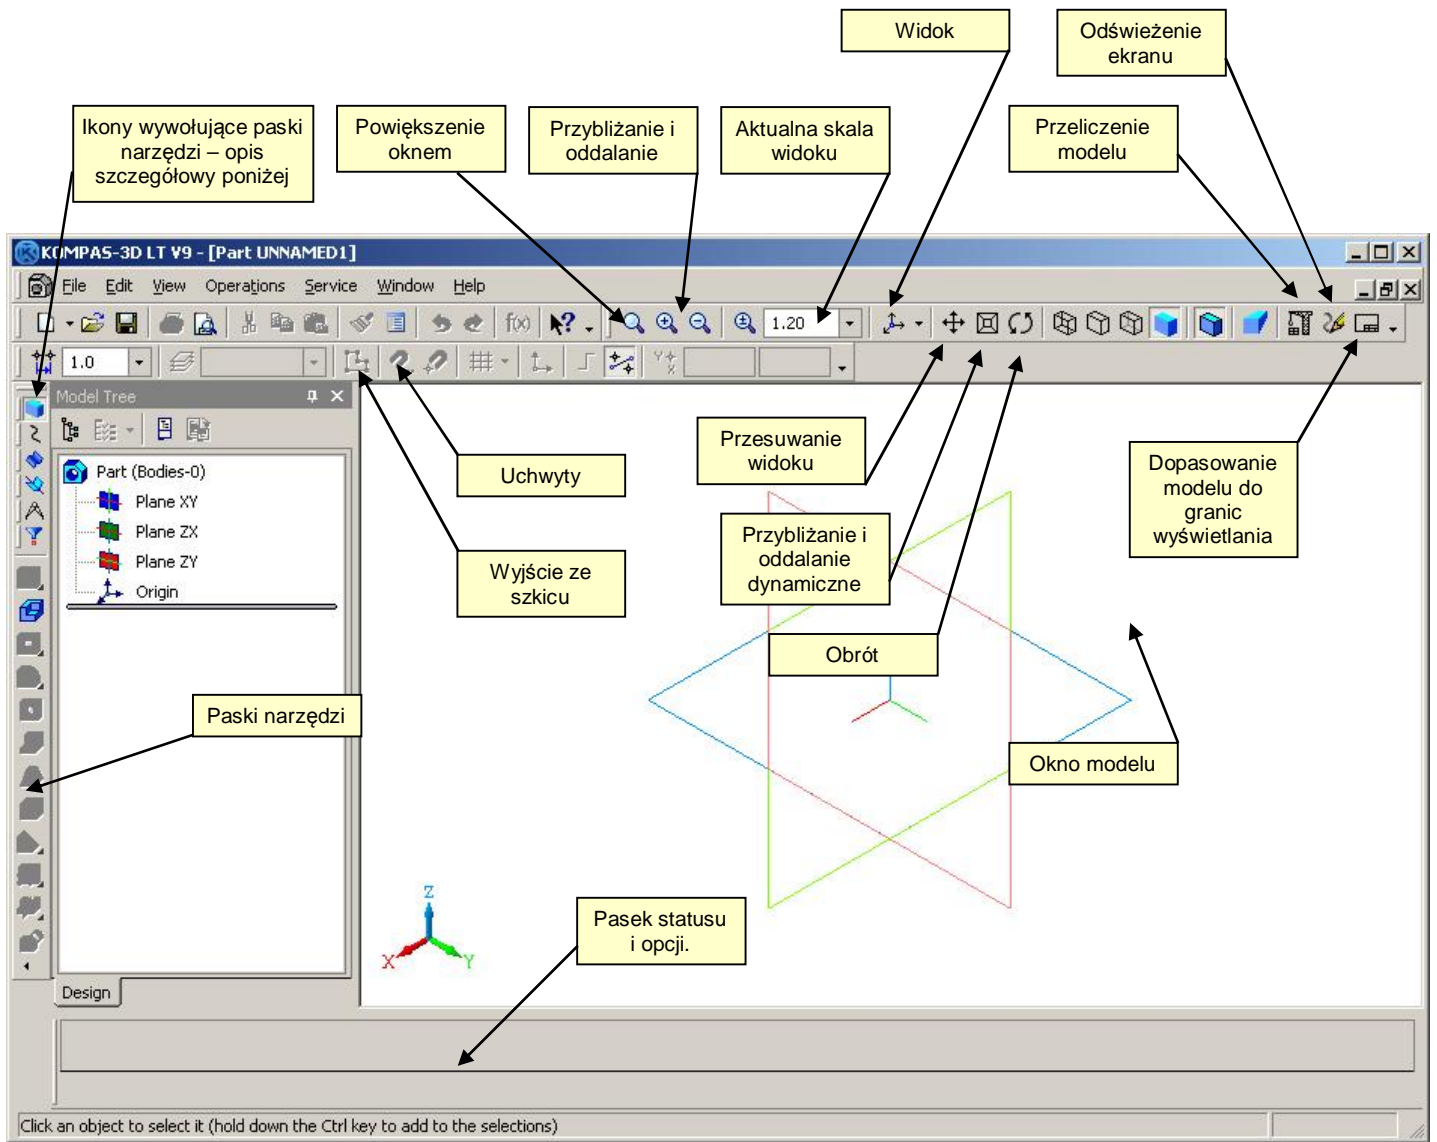 Widok
Odświeżenie
ekranu
Ikony wywołujące paski
narzędzi – opis
szczegółowy poniżej
Powiększenie
oknem
Przybliżanie i
oddalanie
Aktualna skala
widoku
Przeliczenie
modelu
KOMPAS-3D LT V9 - [Part UNNAMED1]
File Edit View Operations Service Window Help
f(x) 1.20
1.0
Model Tree
Part (Bodies-0)
Plane XY
Plane ZX
Plane ZY
Origin
Uchwyty
Wyjście ze
szkicu
Przesuwanie
widoku
Przybliżanie i
oddalanie
dynamiczne
Obrót
Dopasowanie
modelu do
granic
wyświetlania
Paski narzędzi
Okno modelu
Z
X
Y
Pasek statusu
i opcji.
Design
Click an object to select it (hold down the Ctrl key to add to the selections)